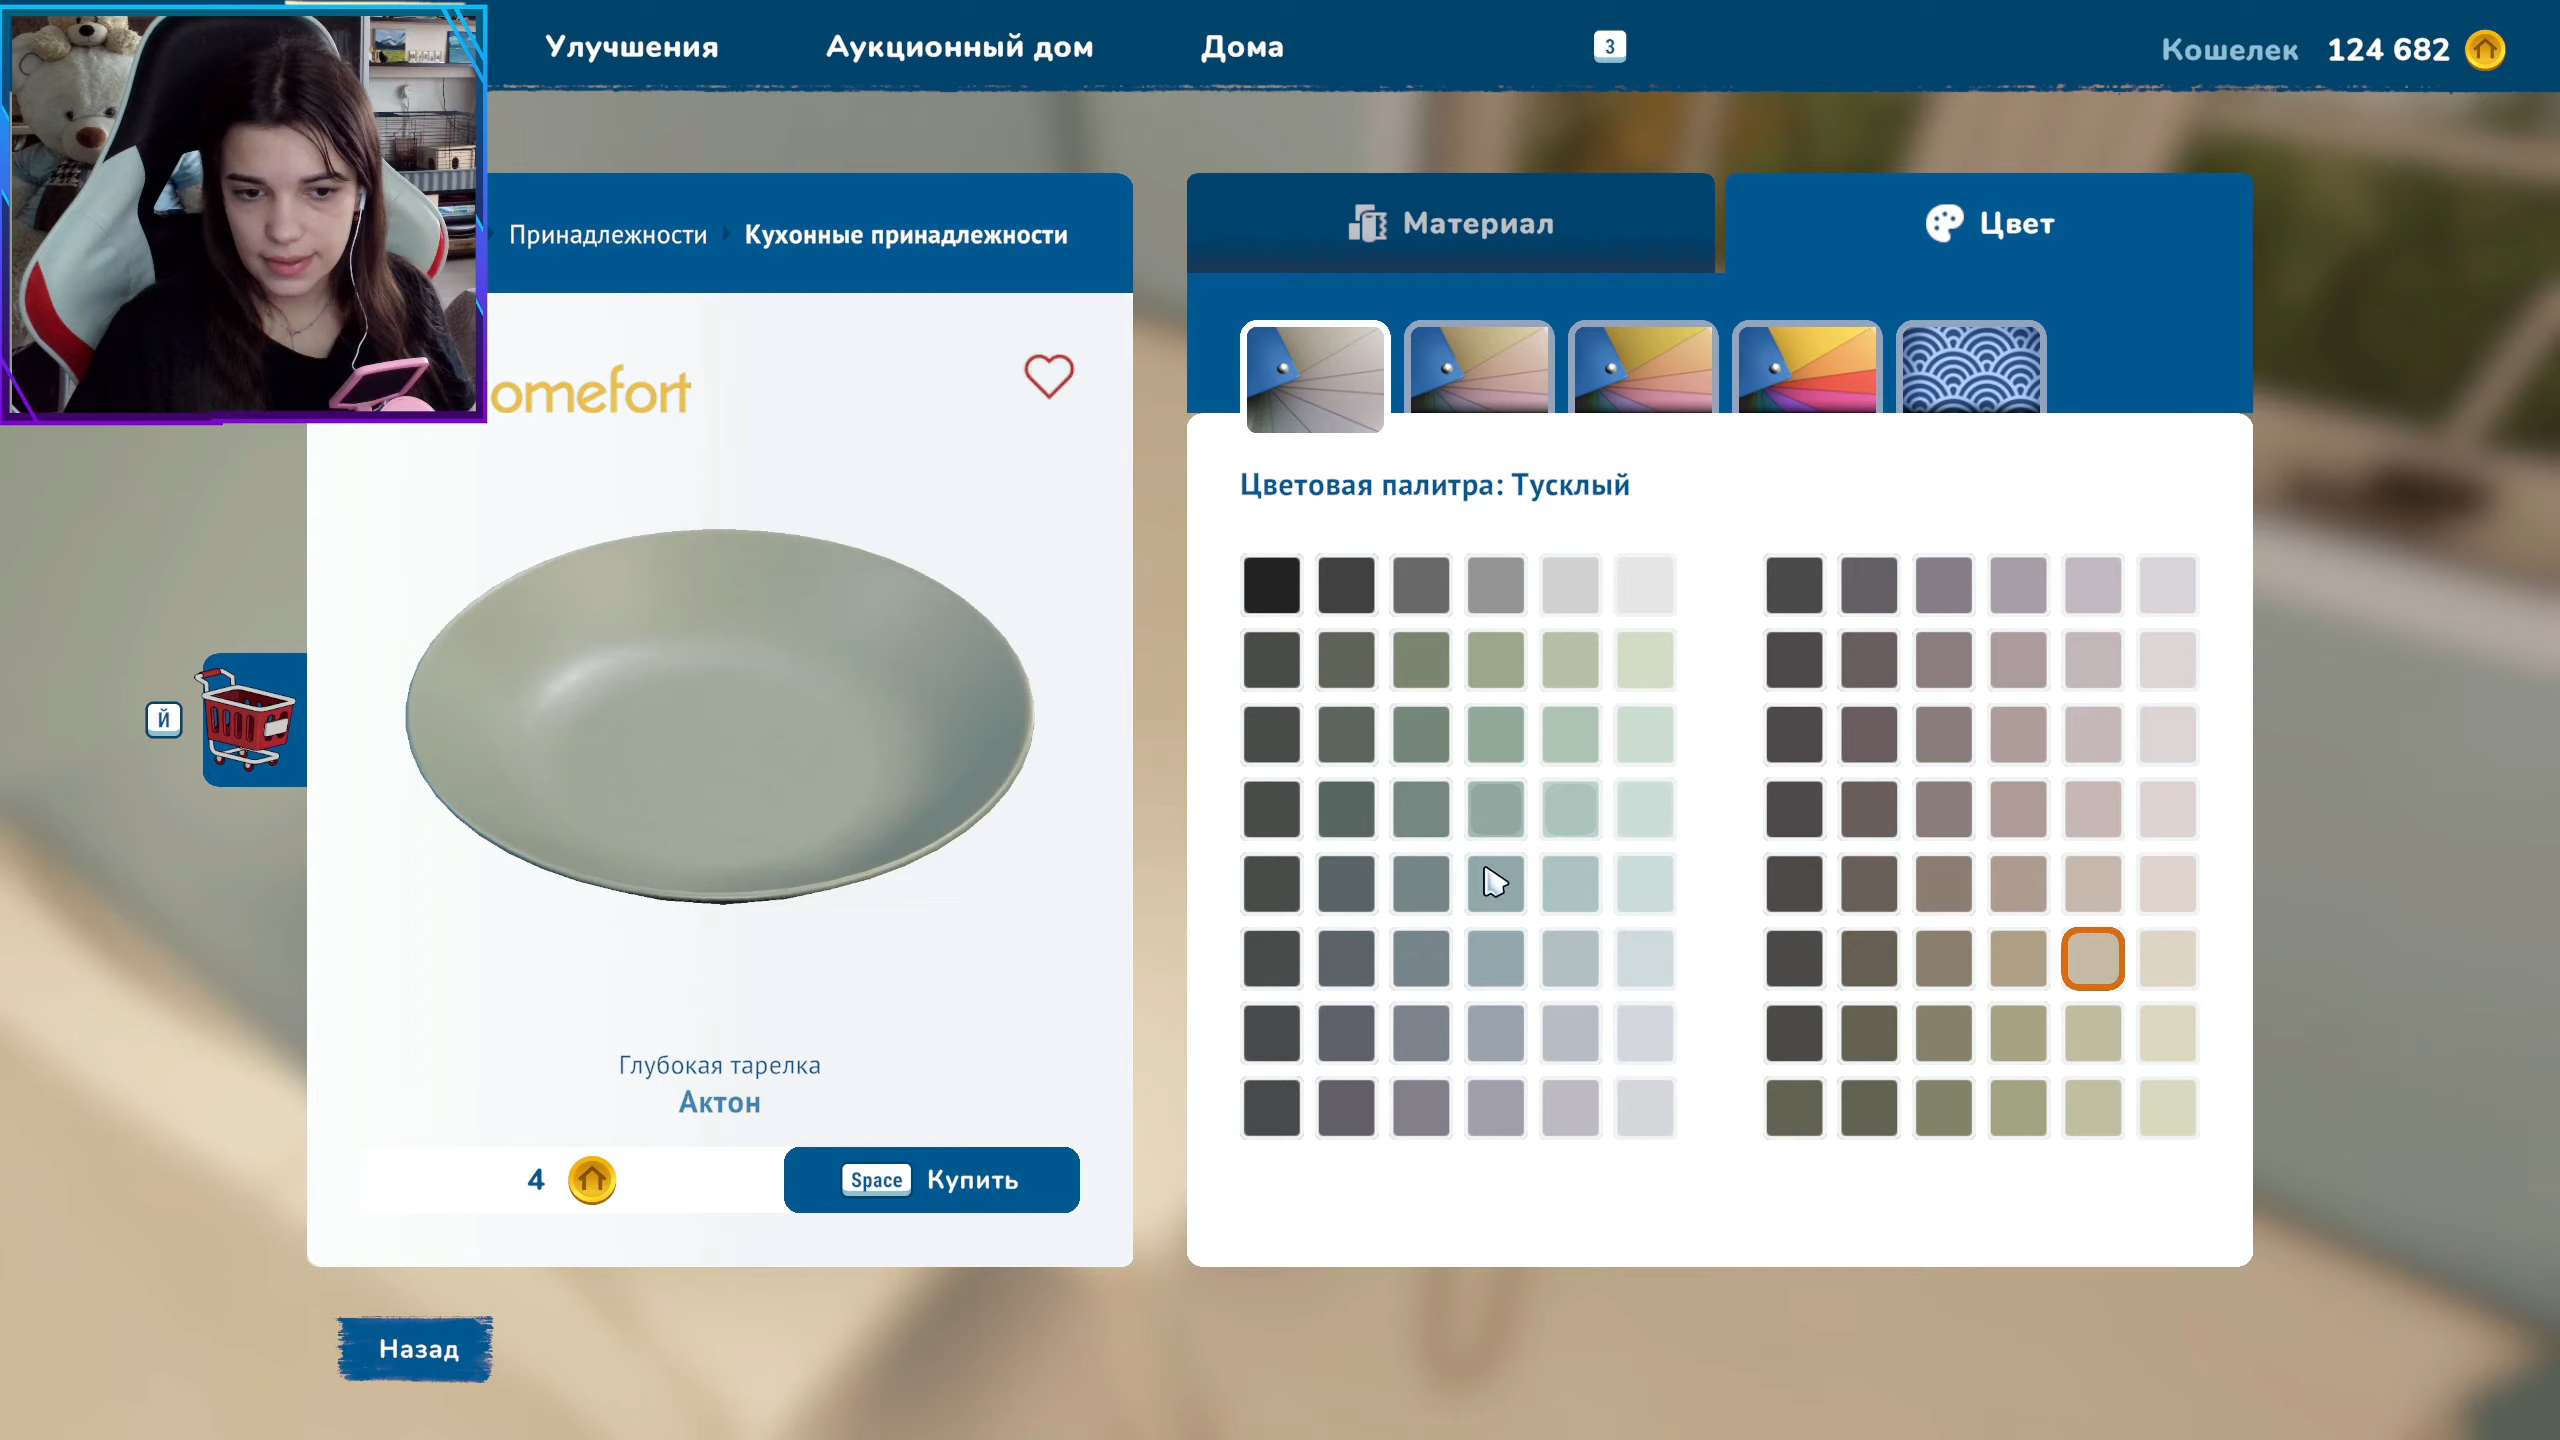 Улучшения
Аукционный дом
Дома
3
Кошелек 124 682
Принадлежности
Кухонные принадлежности
omefort
Материал
Цвет
Цветовая палитра: Тусклый
Й
Глубокая тарелка
Актон
4
Space Купить
Назад